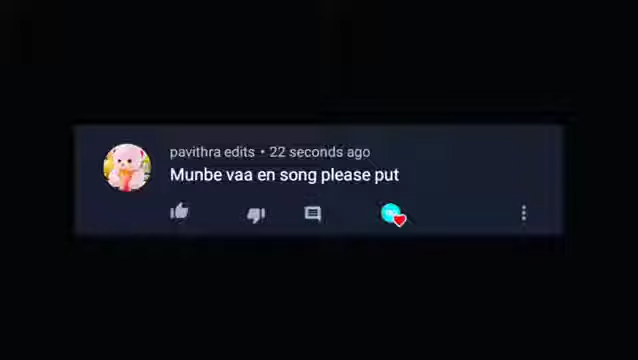 pavithra edits • 22 seconds ago
Munbe vaa en song please put